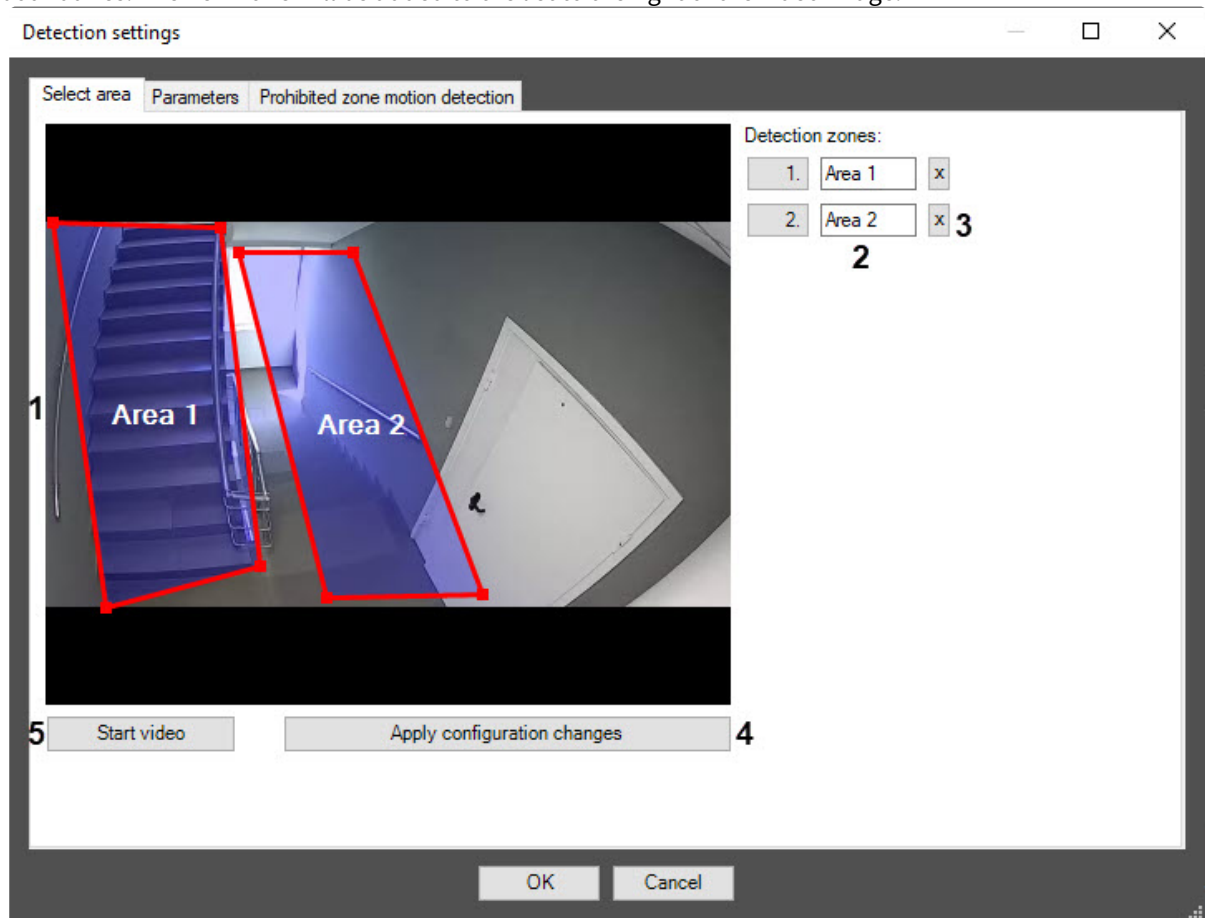 Detection settings
Select area Parameters Prohibited zone motion detection
Detection zones:
1. Area 1 x
2. Area 2 x 3
2
1
Area 1 Area 2
5 Start video Apply configuration changes 4
OK Cancel